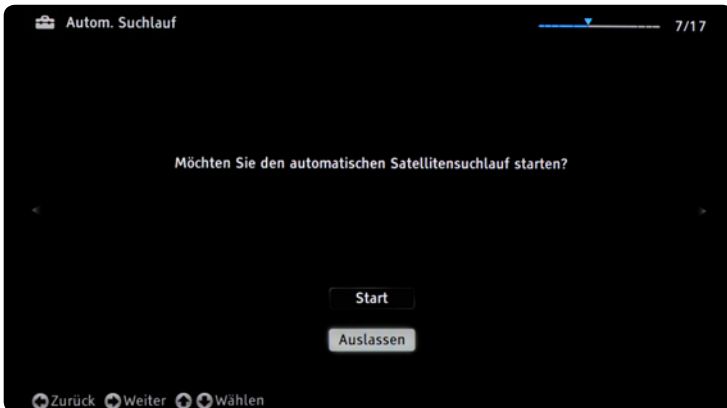 Autom. Suchlauf 7/17
Möchten Sie den automatischen Satellitensuchlauf starten?
Start
Auslassen
Zurück Weiter Wählen